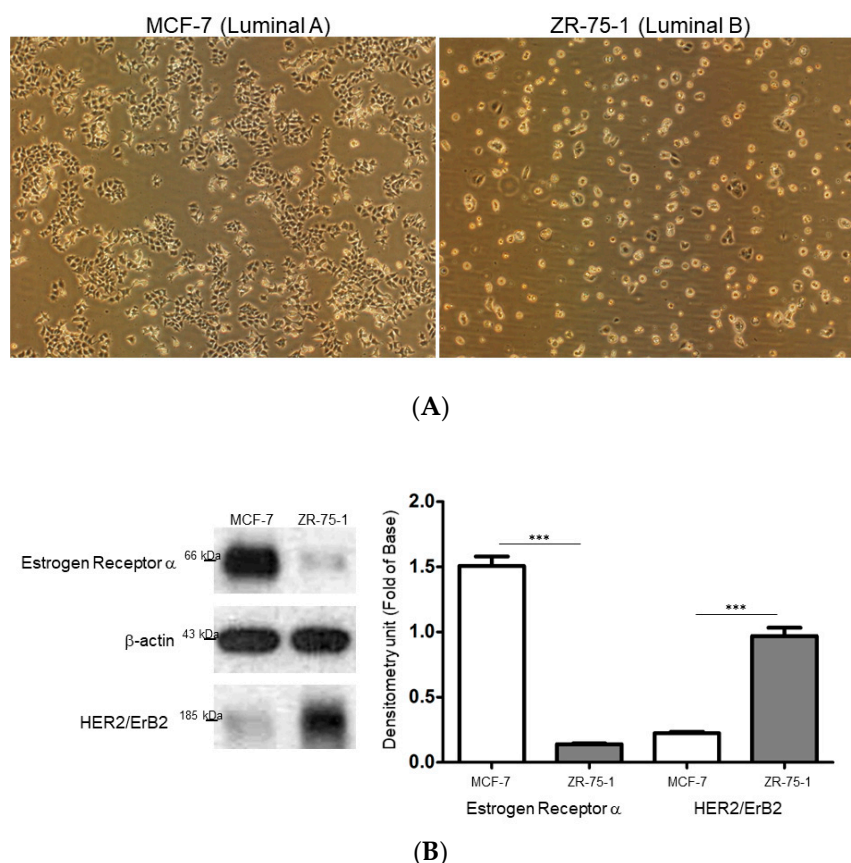 MCF-7 (Luminal A)
ZR-75-1 (Luminal B)
(A)
MCF-7 ZR-75-1
Estrogen Receptor α 66 kDa
β-actin 43 kDa
HER2/ErB2 185 kDa
Densitometry unit (Fold of Base)
2.0
1.5
1.0
0.5
0.0
***
***
MCF-7 ZR-75-1 MCF-7 ZR-75-1
Estrogen Receptor α HER2/ErB2
(B)